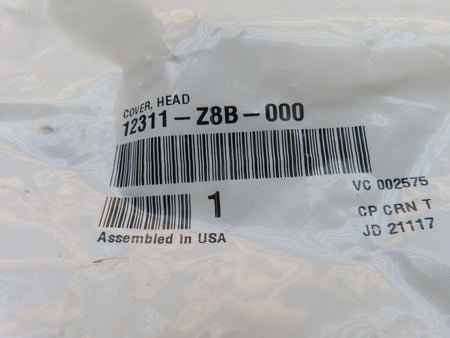 COVER, HEAD
12311-Z8B-000
1
VC 002575
CP CRN T
JD 21117
Assembled in USA